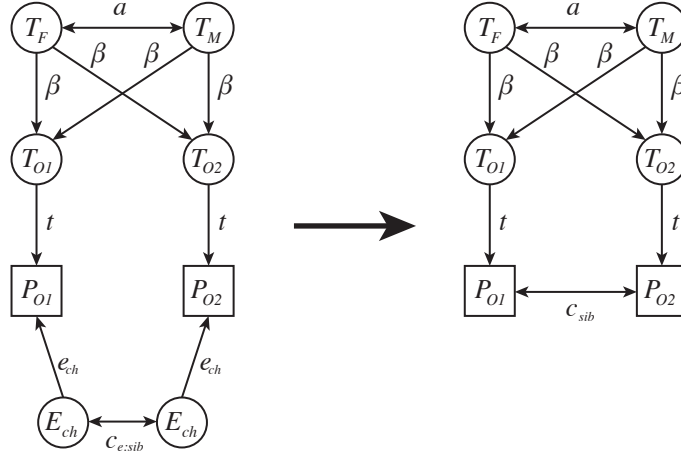 T_F a T_M T_F a T_M
β β β β β β β β
T_O1 T_O2 T_O1 T_O2
t t t t
P_O1 P_O2 P_O1 c_sib P_O2
e_ch e_ch
E_ch c_e;sib E_ch